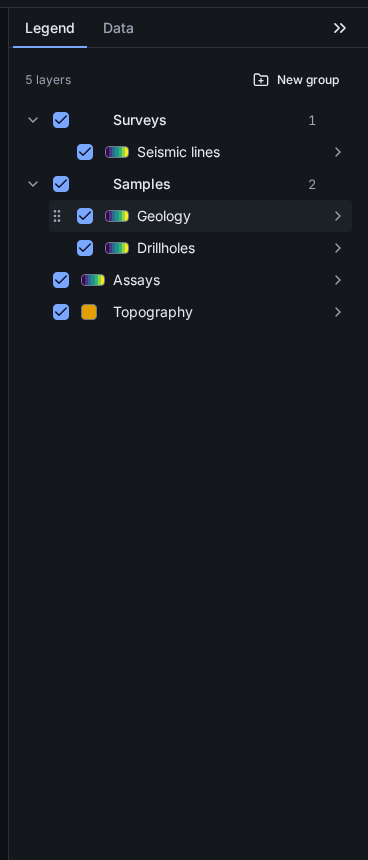 Legend Data
5 layers New group
Surveys 1
Seismic lines
Samples 2
Geology
Drillholes
Assays
Topography